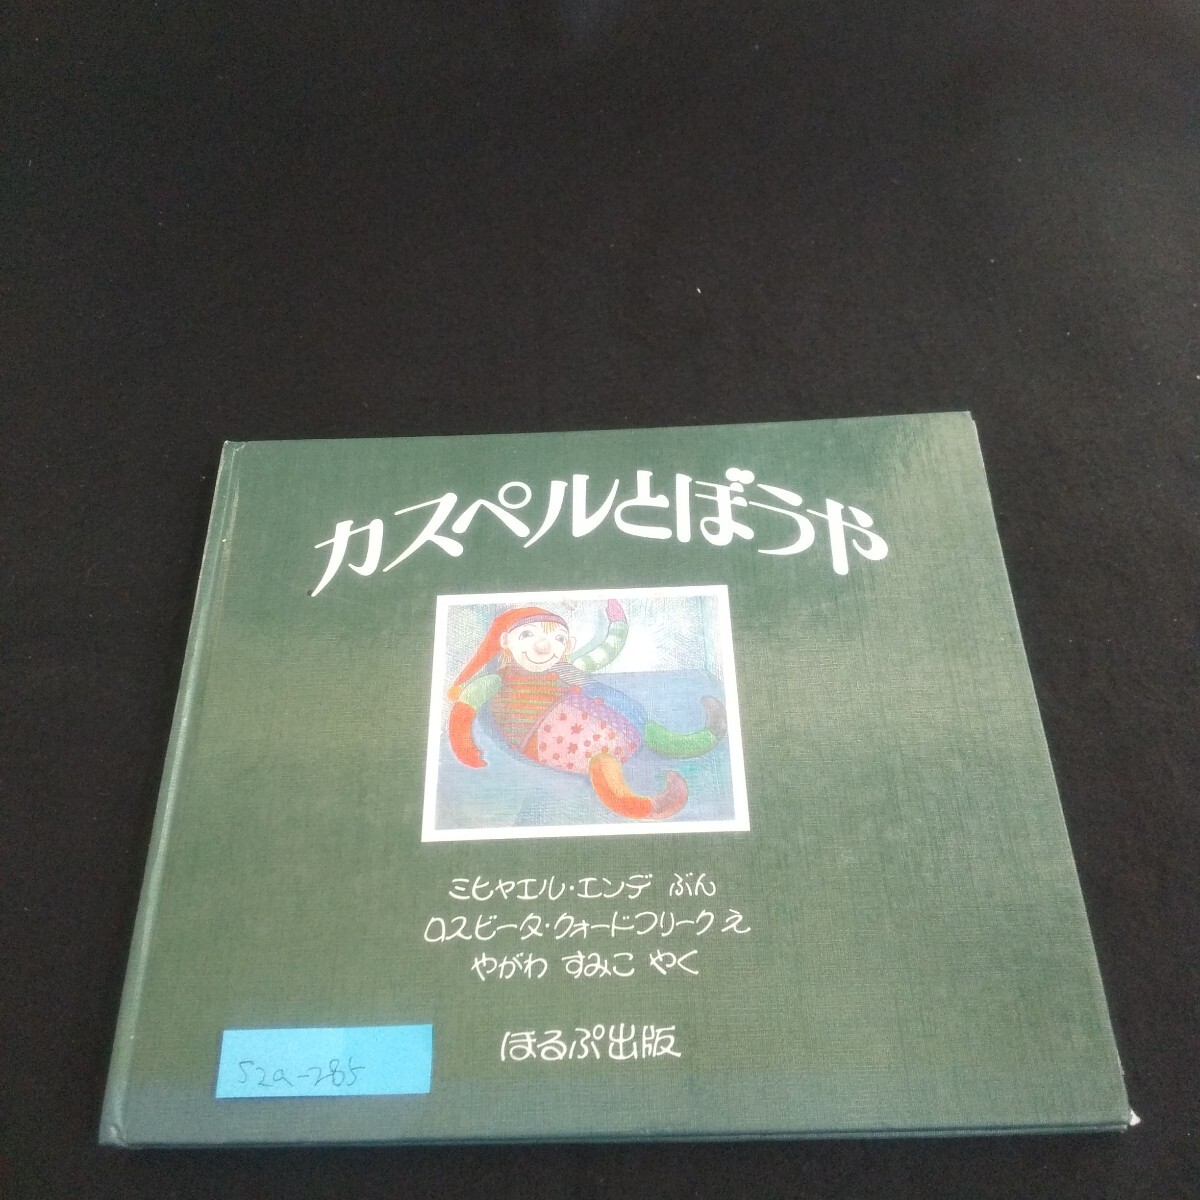 カスペルとぼうや
ミヒャエル・エンデ ぶん
ロスビータ・クォードフリーク え
やがわ すみこ やく
ほるぷ出版
S2a-285